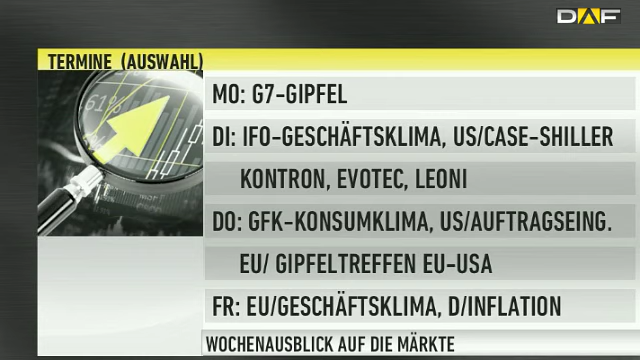 DAF
TERMINE (AUSWAHL)
61%
MO: G7-GIPFEL
DI: IFO-GESCHÄFTSKLIMA, US/CASE-SHILLER
KONTRON, EVOTEC, LEONI
DO: GFK-KONSUMKLIMA, US/AUFTRAGSEING.
EU/ GIPFELTREFFEN EU-USA
FR: EU/GESCHÄFTSKLIMA, D/INFLATION
WOCHENAUSBLICK AUF DIE MÄRKTE